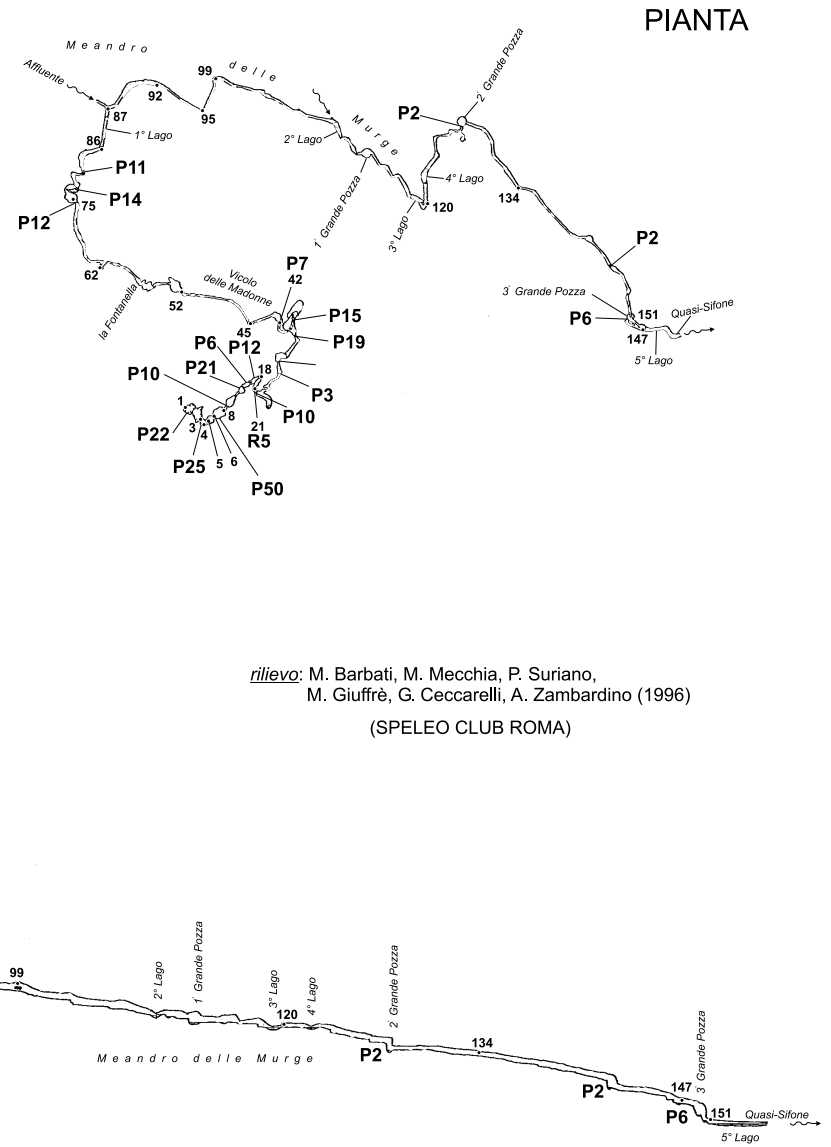 PIANTA
Meandro
delle
Murge
Affluente
99
92
87
95
86
1° Lago
P11
P14
P12
75
62
la Fontanella
52
Vicolo
delle Madonne
45
P7
42
P15
P19
P6
P12
18
P21
P10
P3
P10
1
8
21
R5
P22
3
4
P25
5
6
P50
2° Lago
1 Grande Pozza
3° Lago
120
4° Lago
P2
2 Grande Pozza
134
P2
3 Grande Pozza
P6
151
147
Quasi-Sifone
5° Lago
rilievo: M. Barbati, M. Mecchia, P. Suriano,
M. Giuffrè, G. Ceccarelli, A. Zambardino (1996)
(SPELEO CLUB ROMA)
99
2° Lago
1 Grande Pozza
3° Lago
120
4° Lago
2 Grande Pozza
Meandro delle Murge
P2
134
P2
147
3 Grande Pozza
P6
151
Quasi-Sifone
5° Lago